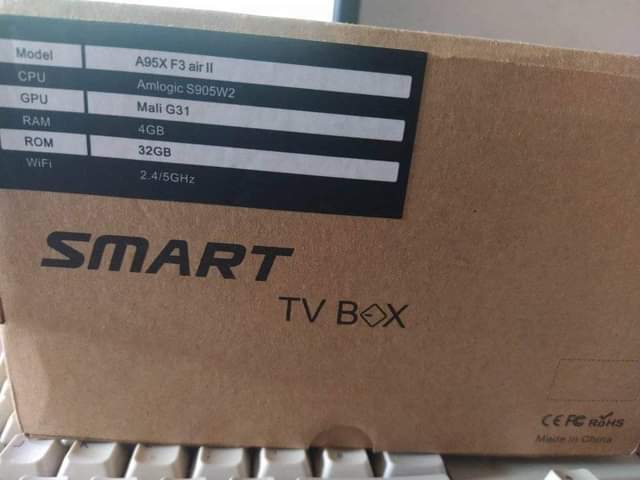 Model A95X F3 air II
CPU Amlogic S905W2
GPU Mali G31
RAM 4GB
ROM 32GB
WiFi 2.4/5GHz
SMART
TV BOX
CE FC RoHS
Made in China